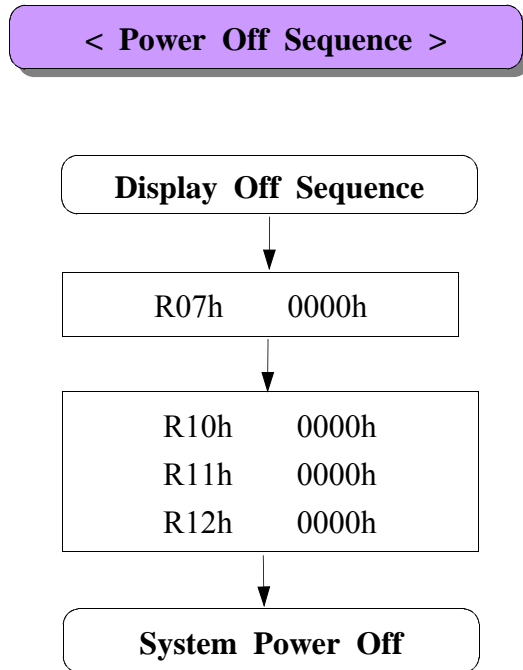 < Power Off Sequence >
Display Off Sequence
R07h 0000h
R10h 0000h
R11h 0000h
R12h 0000h
System Power Off